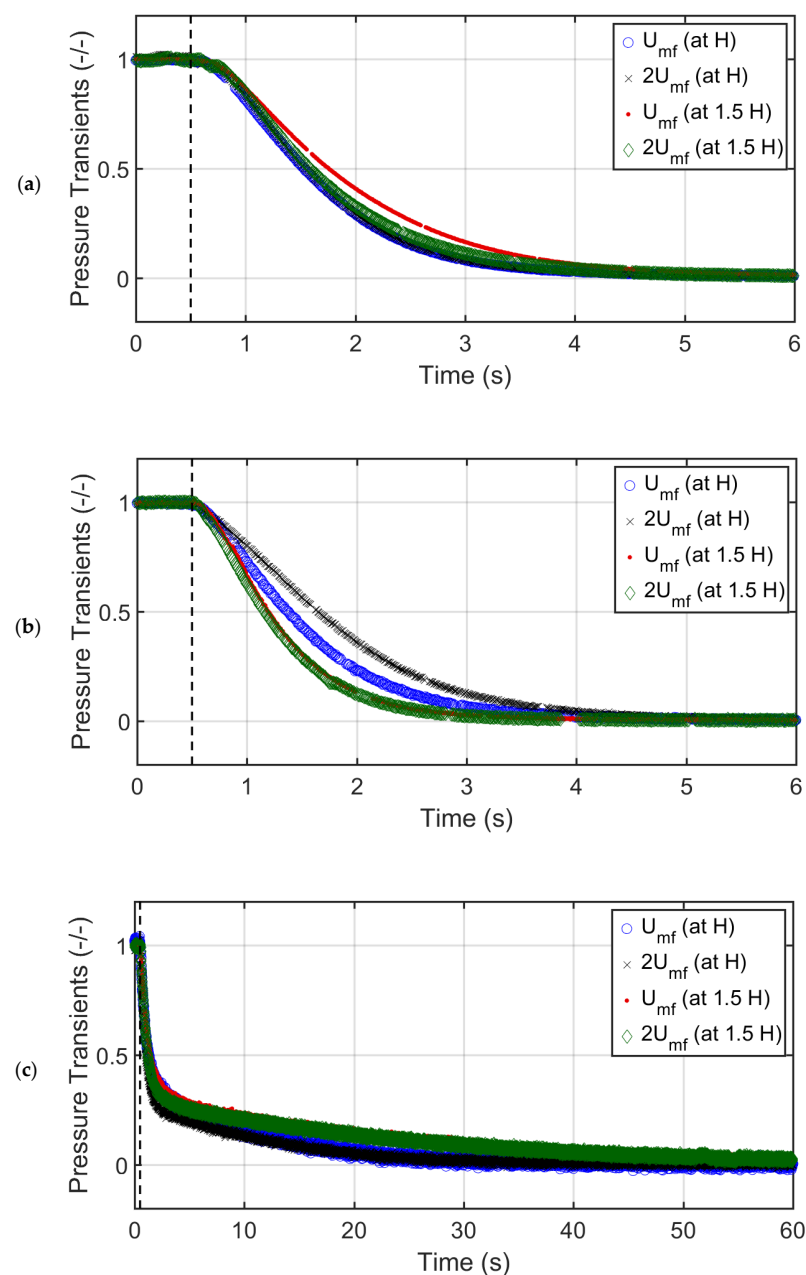 (a)
Pressure Transients (-/-)
1
0.5
0
U_mf (at H)
2U_mf (at H)
U_mf (at 1.5 H)
2U_mf (at 1.5 H)
0 1 2 3 4 5 6
Time (s)
(b)
Pressure Transients (-/-)
1
0.5
0
U_mf (at H)
2U_mf (at H)
U_mf (at 1.5 H)
2U_mf (at 1.5 H)
0 1 2 3 4 5 6
Time (s)
(c)
Pressure Transients (-/-)
1
0.5
0
U_mf (at H)
2U_mf (at H)
U_mf (at 1.5 H)
2U_mf (at 1.5 H)
0 10 20 30 40 50 60
Time (s)